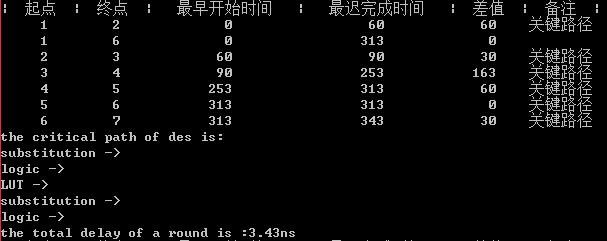 ¦ 起点 ¦ 终点 ¦ 最早开始时间 ¦ 最迟完成时间 ¦ 差值 ¦ 备注 ¦
1 2 0 60 60 关键路径
1 6 0 313 0
2 3 60 90 30 关键路径
3 4 90 253 163 关键路径
4 5 253 313 60 关键路径
5 6 313 313 0 关键路径
6 7 313 343 30 关键路径
the critical path of des is:
substitution ->
logic ->
LUT ->
substitution ->
logic ->
the total delay of a round is :3.43ns